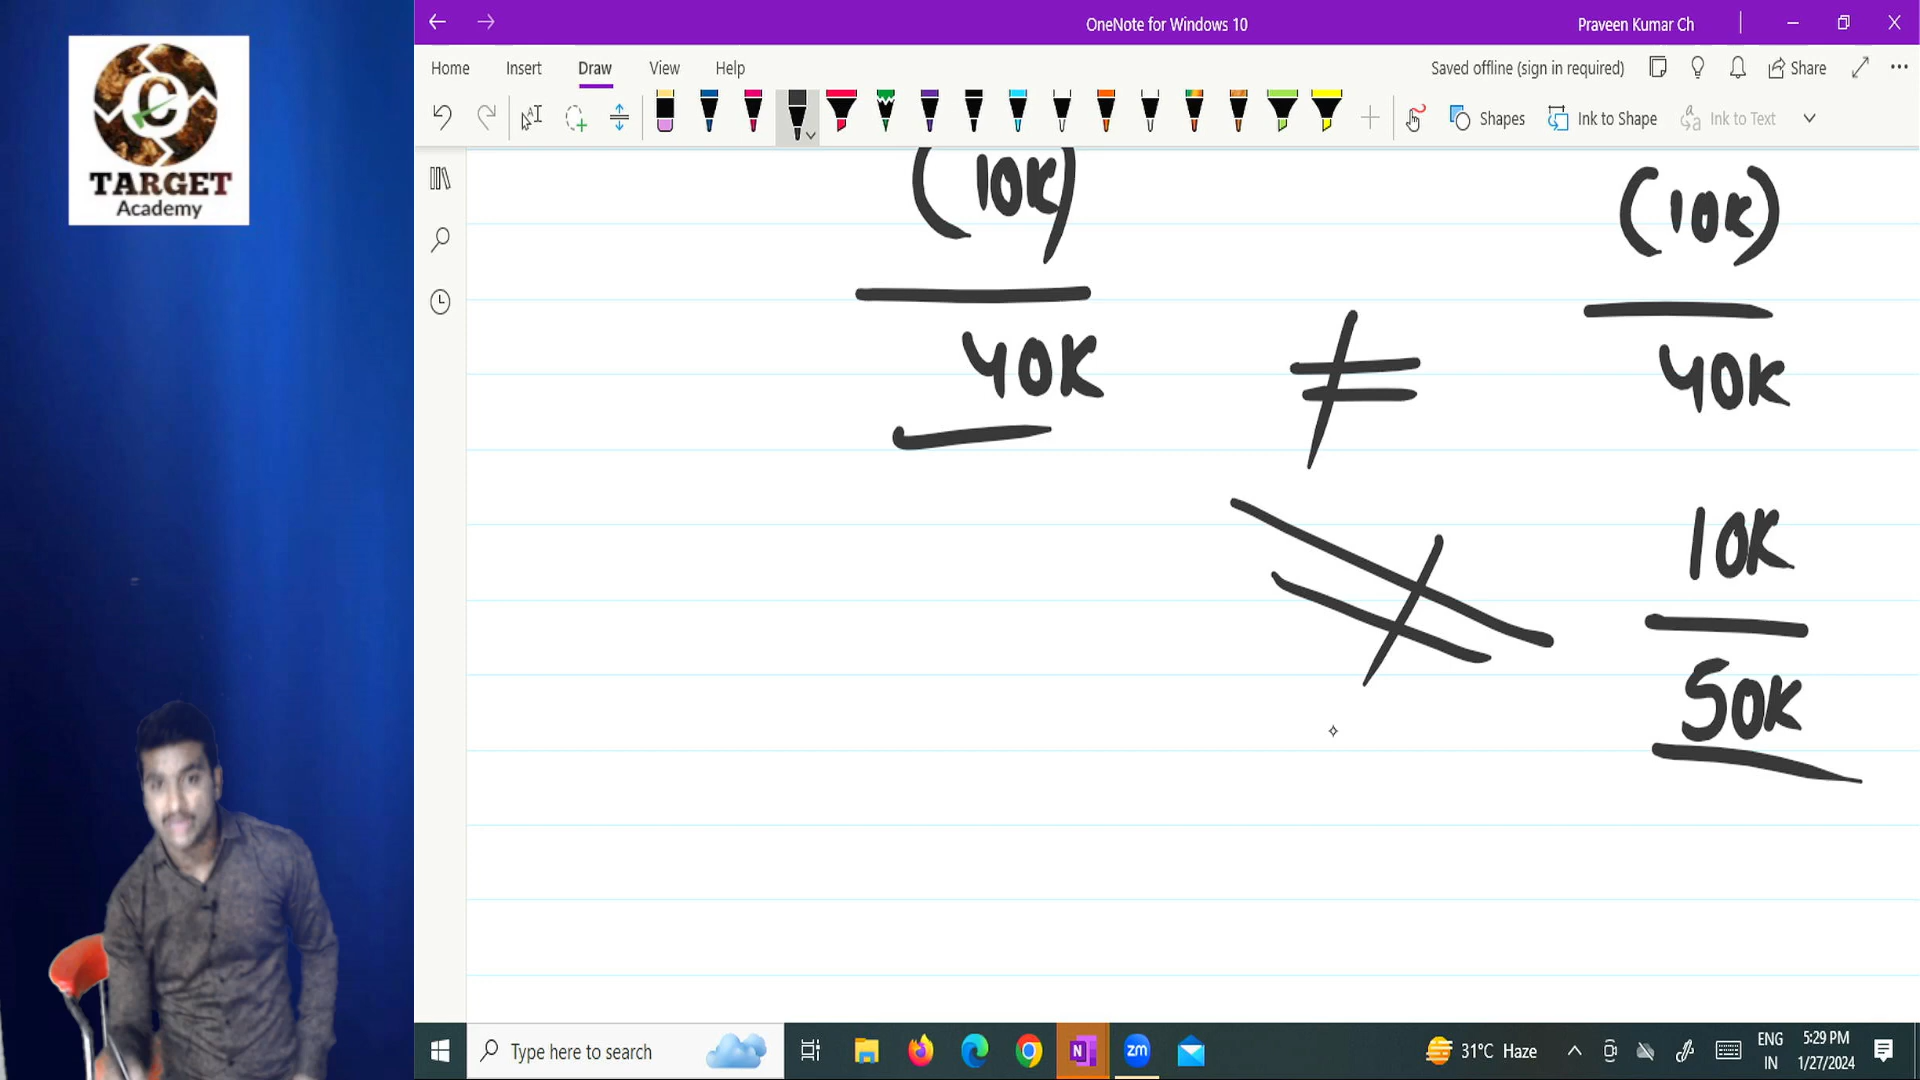 OneNote for Windows 10
Praveen Kumar Ch
TARGET
Academy
Home Insert Draw View Help
Saved offline (sign in required)
Share
Shapes
Ink to Shape
Ink to Text
(10K)
40K
≠
(10K)
40K
10K
50K
Type here to search
31°C Haze
ENG
IN
5:29 PM
1/27/2024